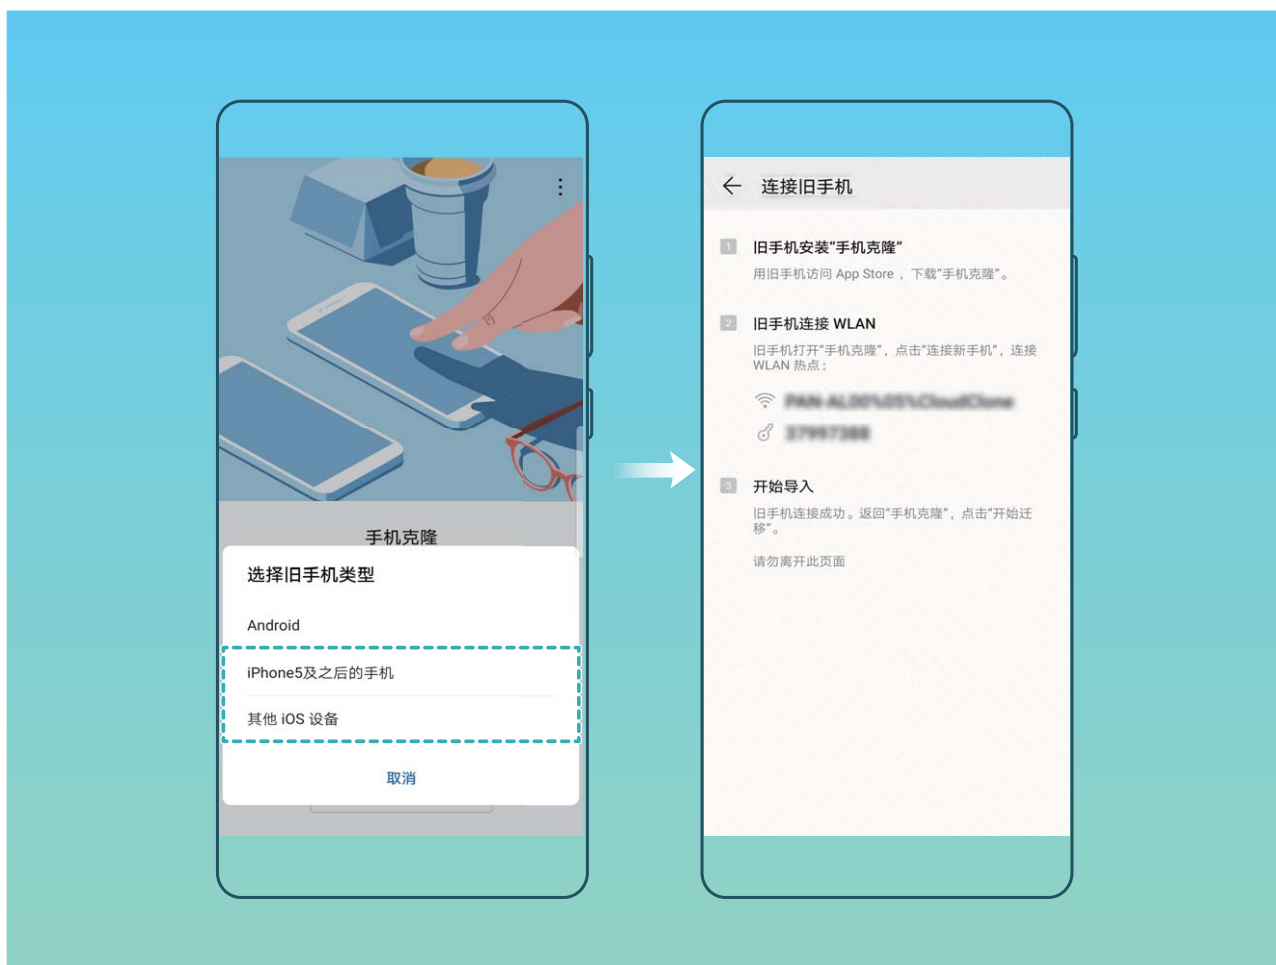 手机克隆
选择旧手机类型
Android
iPhone5及之后的手机
其他 iOS 设备
取消
连接旧手机
1 旧手机安装“手机克隆”
用旧手机访问 App Store ，下载“手机克隆”。
2 旧手机连接 WLAN
旧手机打开“手机克隆”，点击“连接新手机”，连接
WLAN 热点：
3 开始导入
旧手机连接成功。返回“手机克隆”，点击“开始迁
移”。
请勿离开此页面